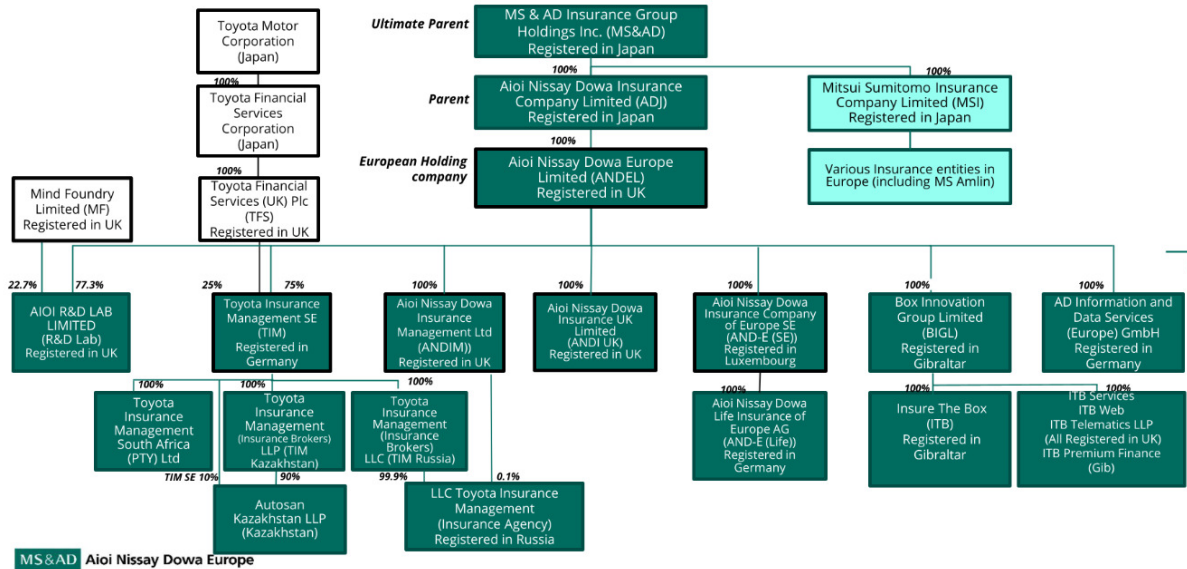 Ultimate Parent
MS & AD Insurance Group
Holdings Inc. (MS&AD)
Registered in Japan
Toyota Motor
Corporation
(Japan)
100%
100%
100%
Toyota Financial
Services
Corporation
(Japan)
Parent
Aioi Nissay Dowa Insurance
Company Limited (ADJ)
Registered in Japan
Mitsui Sumitomo Insurance
Company Limited (MSI)
Registered in Japan
100%
100%
European Holding
company
Aioi Nissay Dowa Europe
Limited (ANDEL)
Registered in UK
Various Insurance entities in
Europe (including MS Amlin)
Mind Foundry
Limited (MF)
Registered in UK
Toyota Financial
Services (UK) Plc
(TFS)
Registered in UK
22.7%
77.3%
25%
75%
100%
100%
100%
100%
100%
AIOI R&D LAB
LIMITED
(R&D Lab)
Registered in UK
Toyota Insurance
Management SE
(TIM)
Registered in
Germany
Aioi Nissay Dowa
Insurance
Management Ltd
(ANDIM))
Registered in UK
Aioi Nissay Dowa
Insurance UK
Limited
(ANDI UK)
Registered in UK
Aioi Nissay Dowa
Insurance Company
of Europe SE
(AND-E (SE))
Registered in
Luxembourg
Box Innovation
Group Limited
(BIGL)
Registered in
Gibraltar
AD Information and
Data Services
(Europe) GmbH
Registered in
Germany
100%
100%
100%
100%
100%
100%
Toyota
Insurance
Management
South Africa
(PTY) Ltd
Toyota
Insurance
Management
(Insurance Brokers)
LLP (TIM
Kazakhstan)
Toyota
Insurance
Management
(Insurance
Brokers)
LLC (TIM Russia)
Aioi Nissay Dowa
Life Insurance of
Europe AG
(AND-E (Life))
Registered in
Germany
Insure The Box
(ITB)
Registered in
Gibraltar
ITB Services
ITB Web
ITB Telematics LLP
(All Registered in UK)
ITB Premium Finance
(Gib)
TIM SE 10%
90%
99.9%
0.1%
Autosan
Kazakhstan LLP
(Kazakhstan)
LLC Toyota Insurance
Management
(Insurance Agency)
Registered in Russia
MS&AD Aioi Nissay Dowa Europe